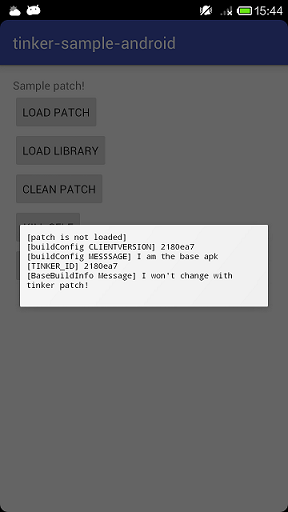 15:44
tinker-sample-android
Sample patch!
LOAD PATCH
LOAD LIBRARY
CLEAN PATCH
[patch is not loaded]
[buildConfig CLIENTVERSION] 2180ea7
[buildConfig MESSSAGE] I am the base apk
[TINKER_ID] 2180ea7
[BaseBuildInfo Message] I won't change with
tinker patch!